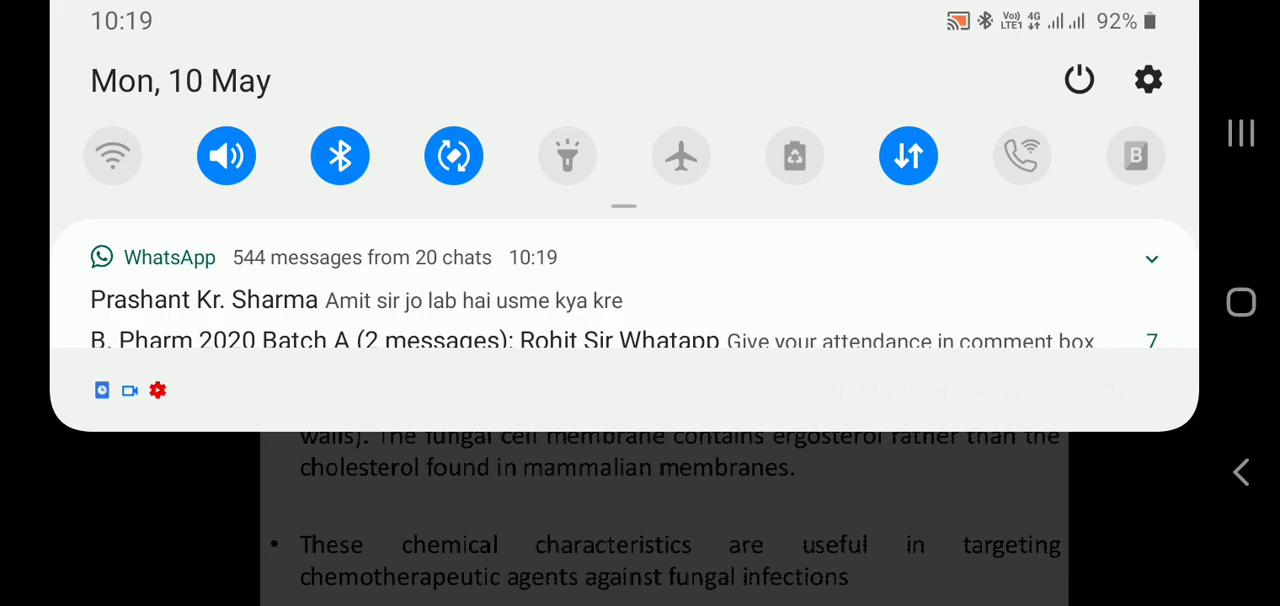 10:19 Vo) LTE1 4G 92%
Mon, 10 May
B
WhatsApp 544 messages from 20 chats 10:19
Prashant Kr. Sharma Amit sir jo lab hai usme kya kre
B. Pharm 2020 Batch A (2 messages): Rohit Sir Whatapp Give your attendance in comment box 7
walls). The fungal cell membrane contains ergosterol rather than the
cholesterol found in mammalian membranes.
• These chemical characteristics are useful in targeting
chemotherapeutic agents against fungal infections